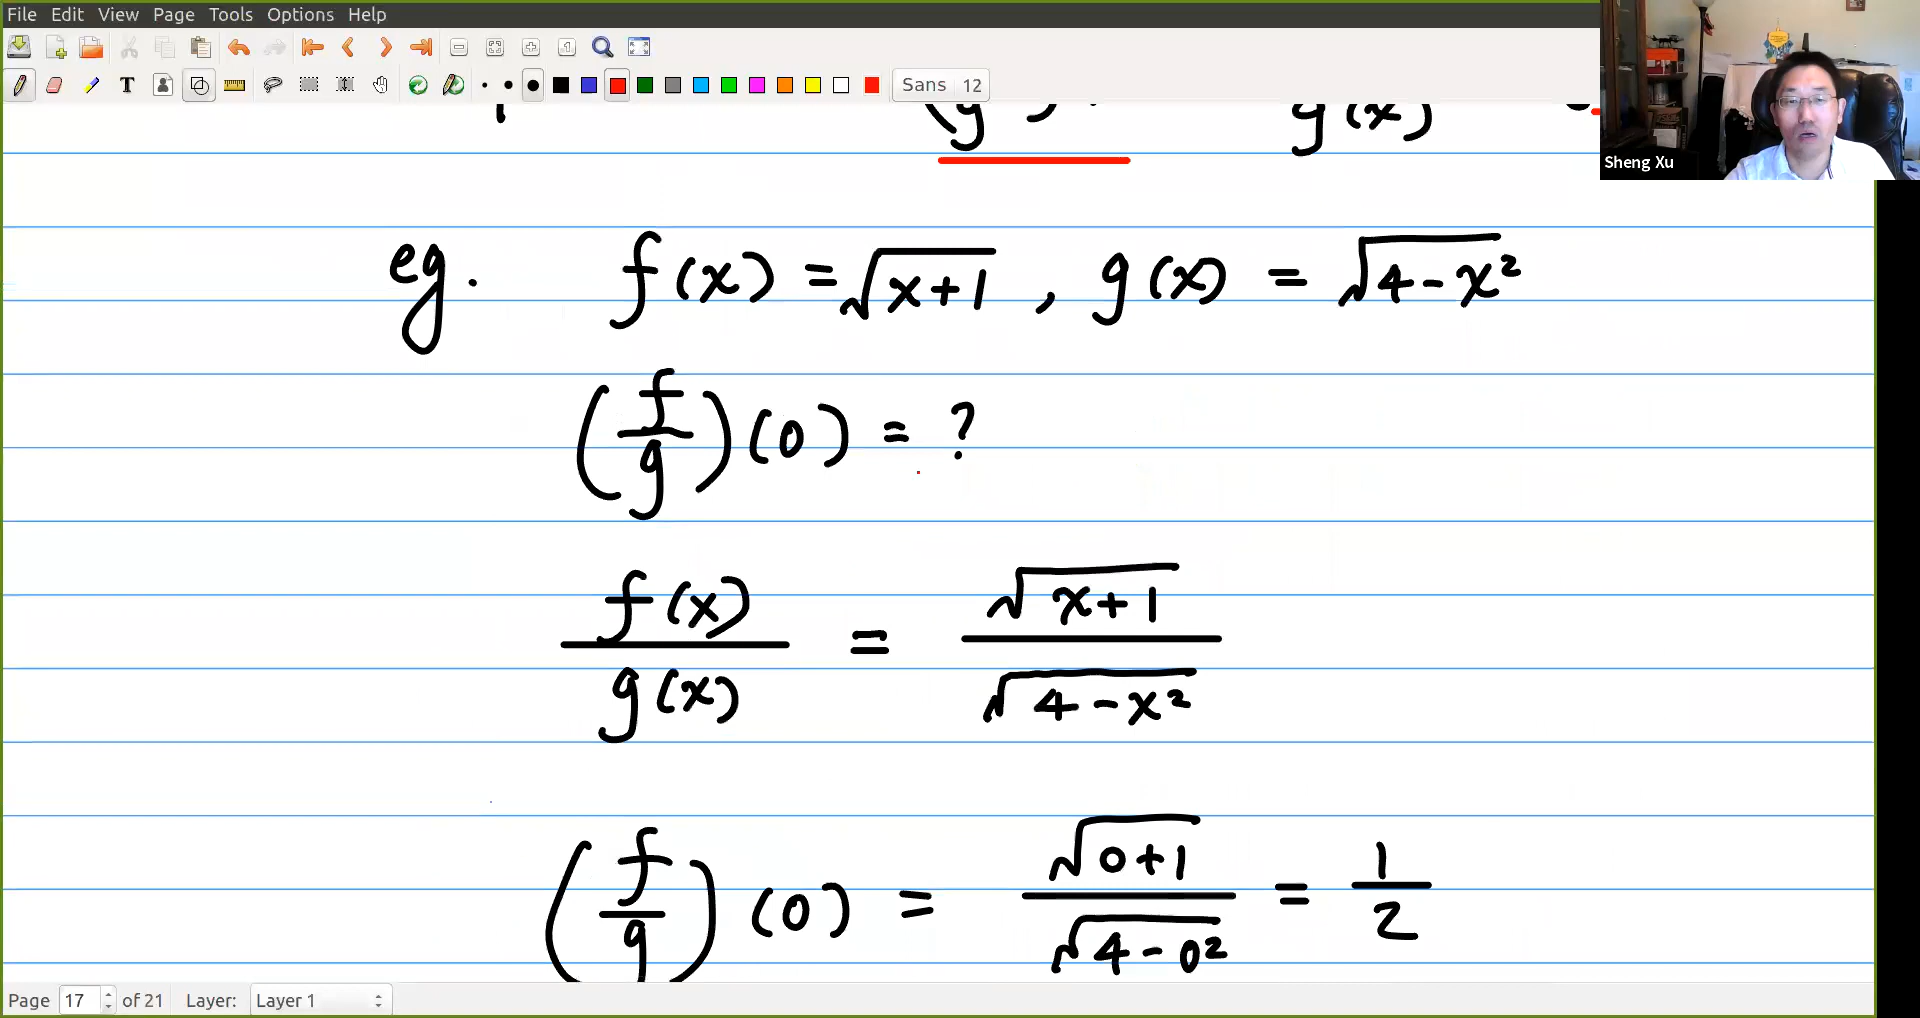 File Edit View Page Tools Options Help
T Sans 12
g(x)
Sheng Xu
eg. f(x) = √(x+1) , g(x) = √(4-x²)
(f/g)(0) = ?
f(x)/g(x) = √(x+1)/√(4-x²)
(f/g)(0) = √(0+1)/√(4-0²) = 1/2
Page 17 of 21 Layer: Layer 1